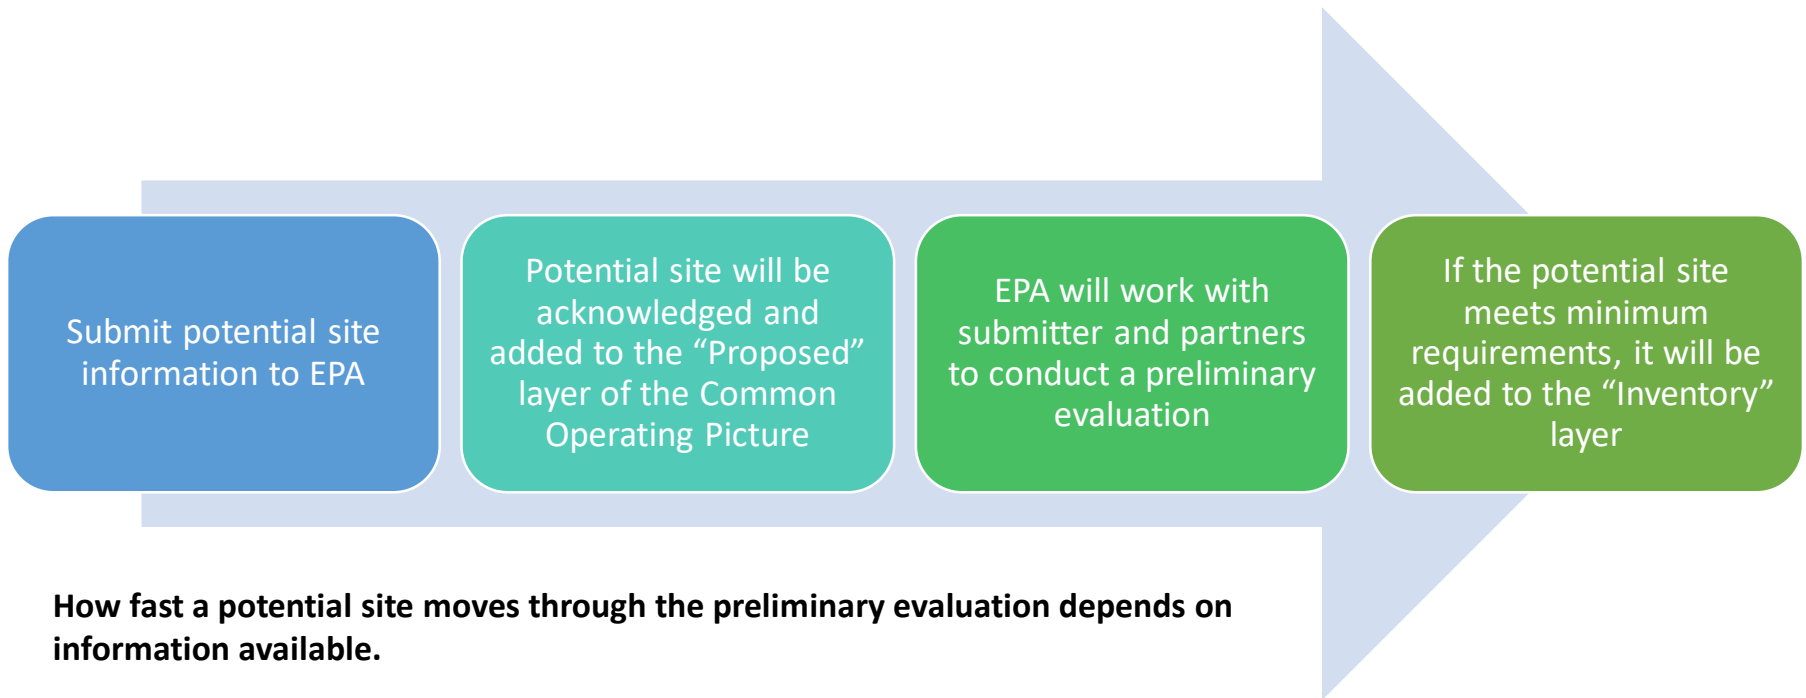 Submit potential site
information to EPA
Potential site will be
acknowledged and
added to the “Proposed”
layer of the Common
Operating Picture
EPA will work with
submitter and partners
to conduct a preliminary
evaluation
If the potential site
meets minimum
requirements, it will be
added to the “Inventory”
layer
How fast a potential site moves through the preliminary evaluation depends on
information available.